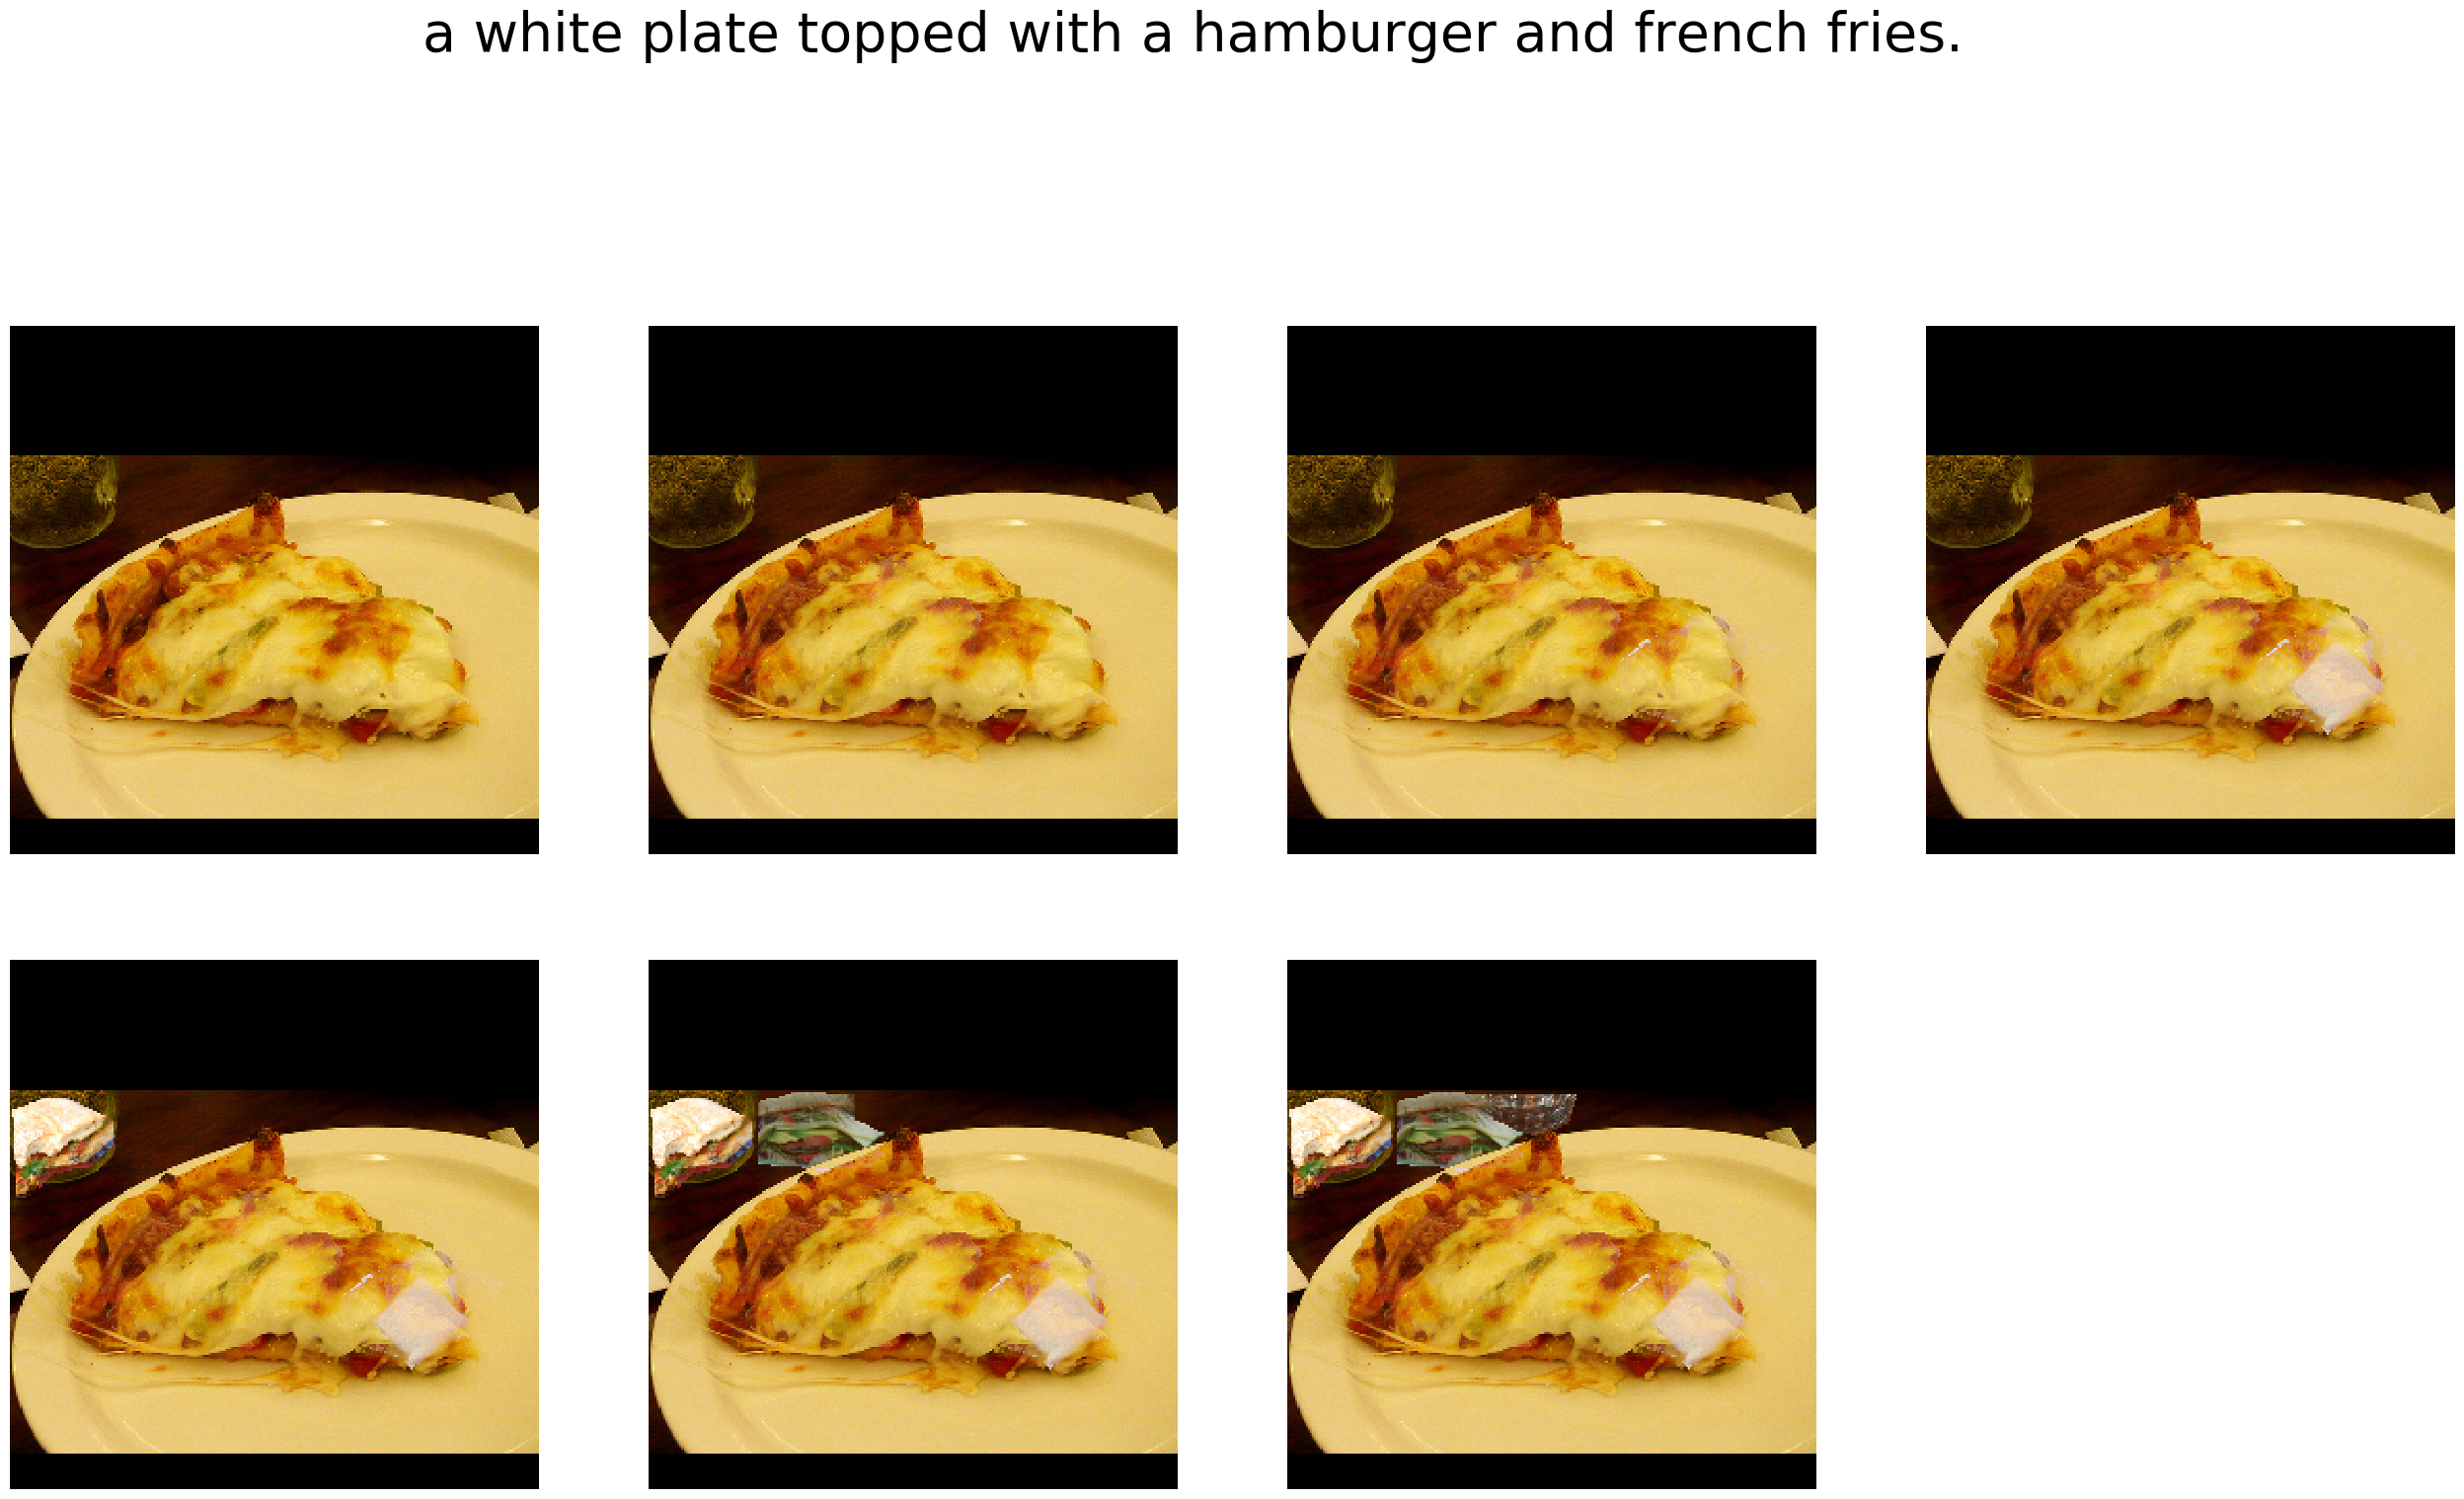 a white plate topped with a hamburger and french fries.